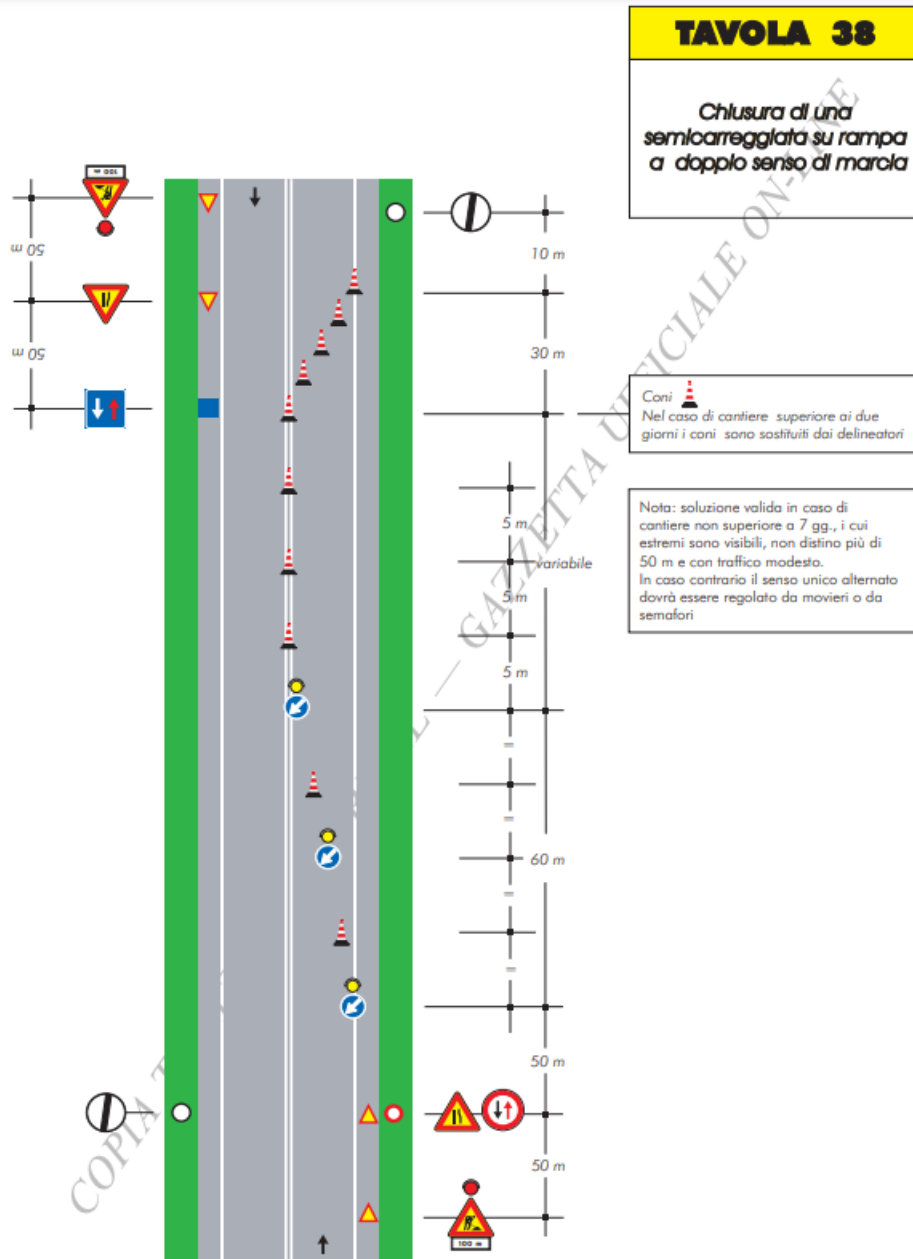 TAVOLA 38
Chiusura di una
semicarreggiata su rampa
a doppio senso di marcia
100 m
50 m
50 m
10 m
30 m
Coni
Nel caso di cantiere superiore ai due
giorni i coni sono sostituiti dai delineatori
Nota: soluzione valida in caso di
cantiere non superiore a 7 gg., i cui
estremi sono visibili, non distino più di
50 m e con traffico modesto.
In caso contrario il senso unico alternato
dovrà essere regolato da movieri o da
semafori
5 m
variabile
5 m
5 m
=
=
60 m
=
=
50 m
50 m
100 m
COPIA T
— GAZZETTA UFFICIALE ON-LINE